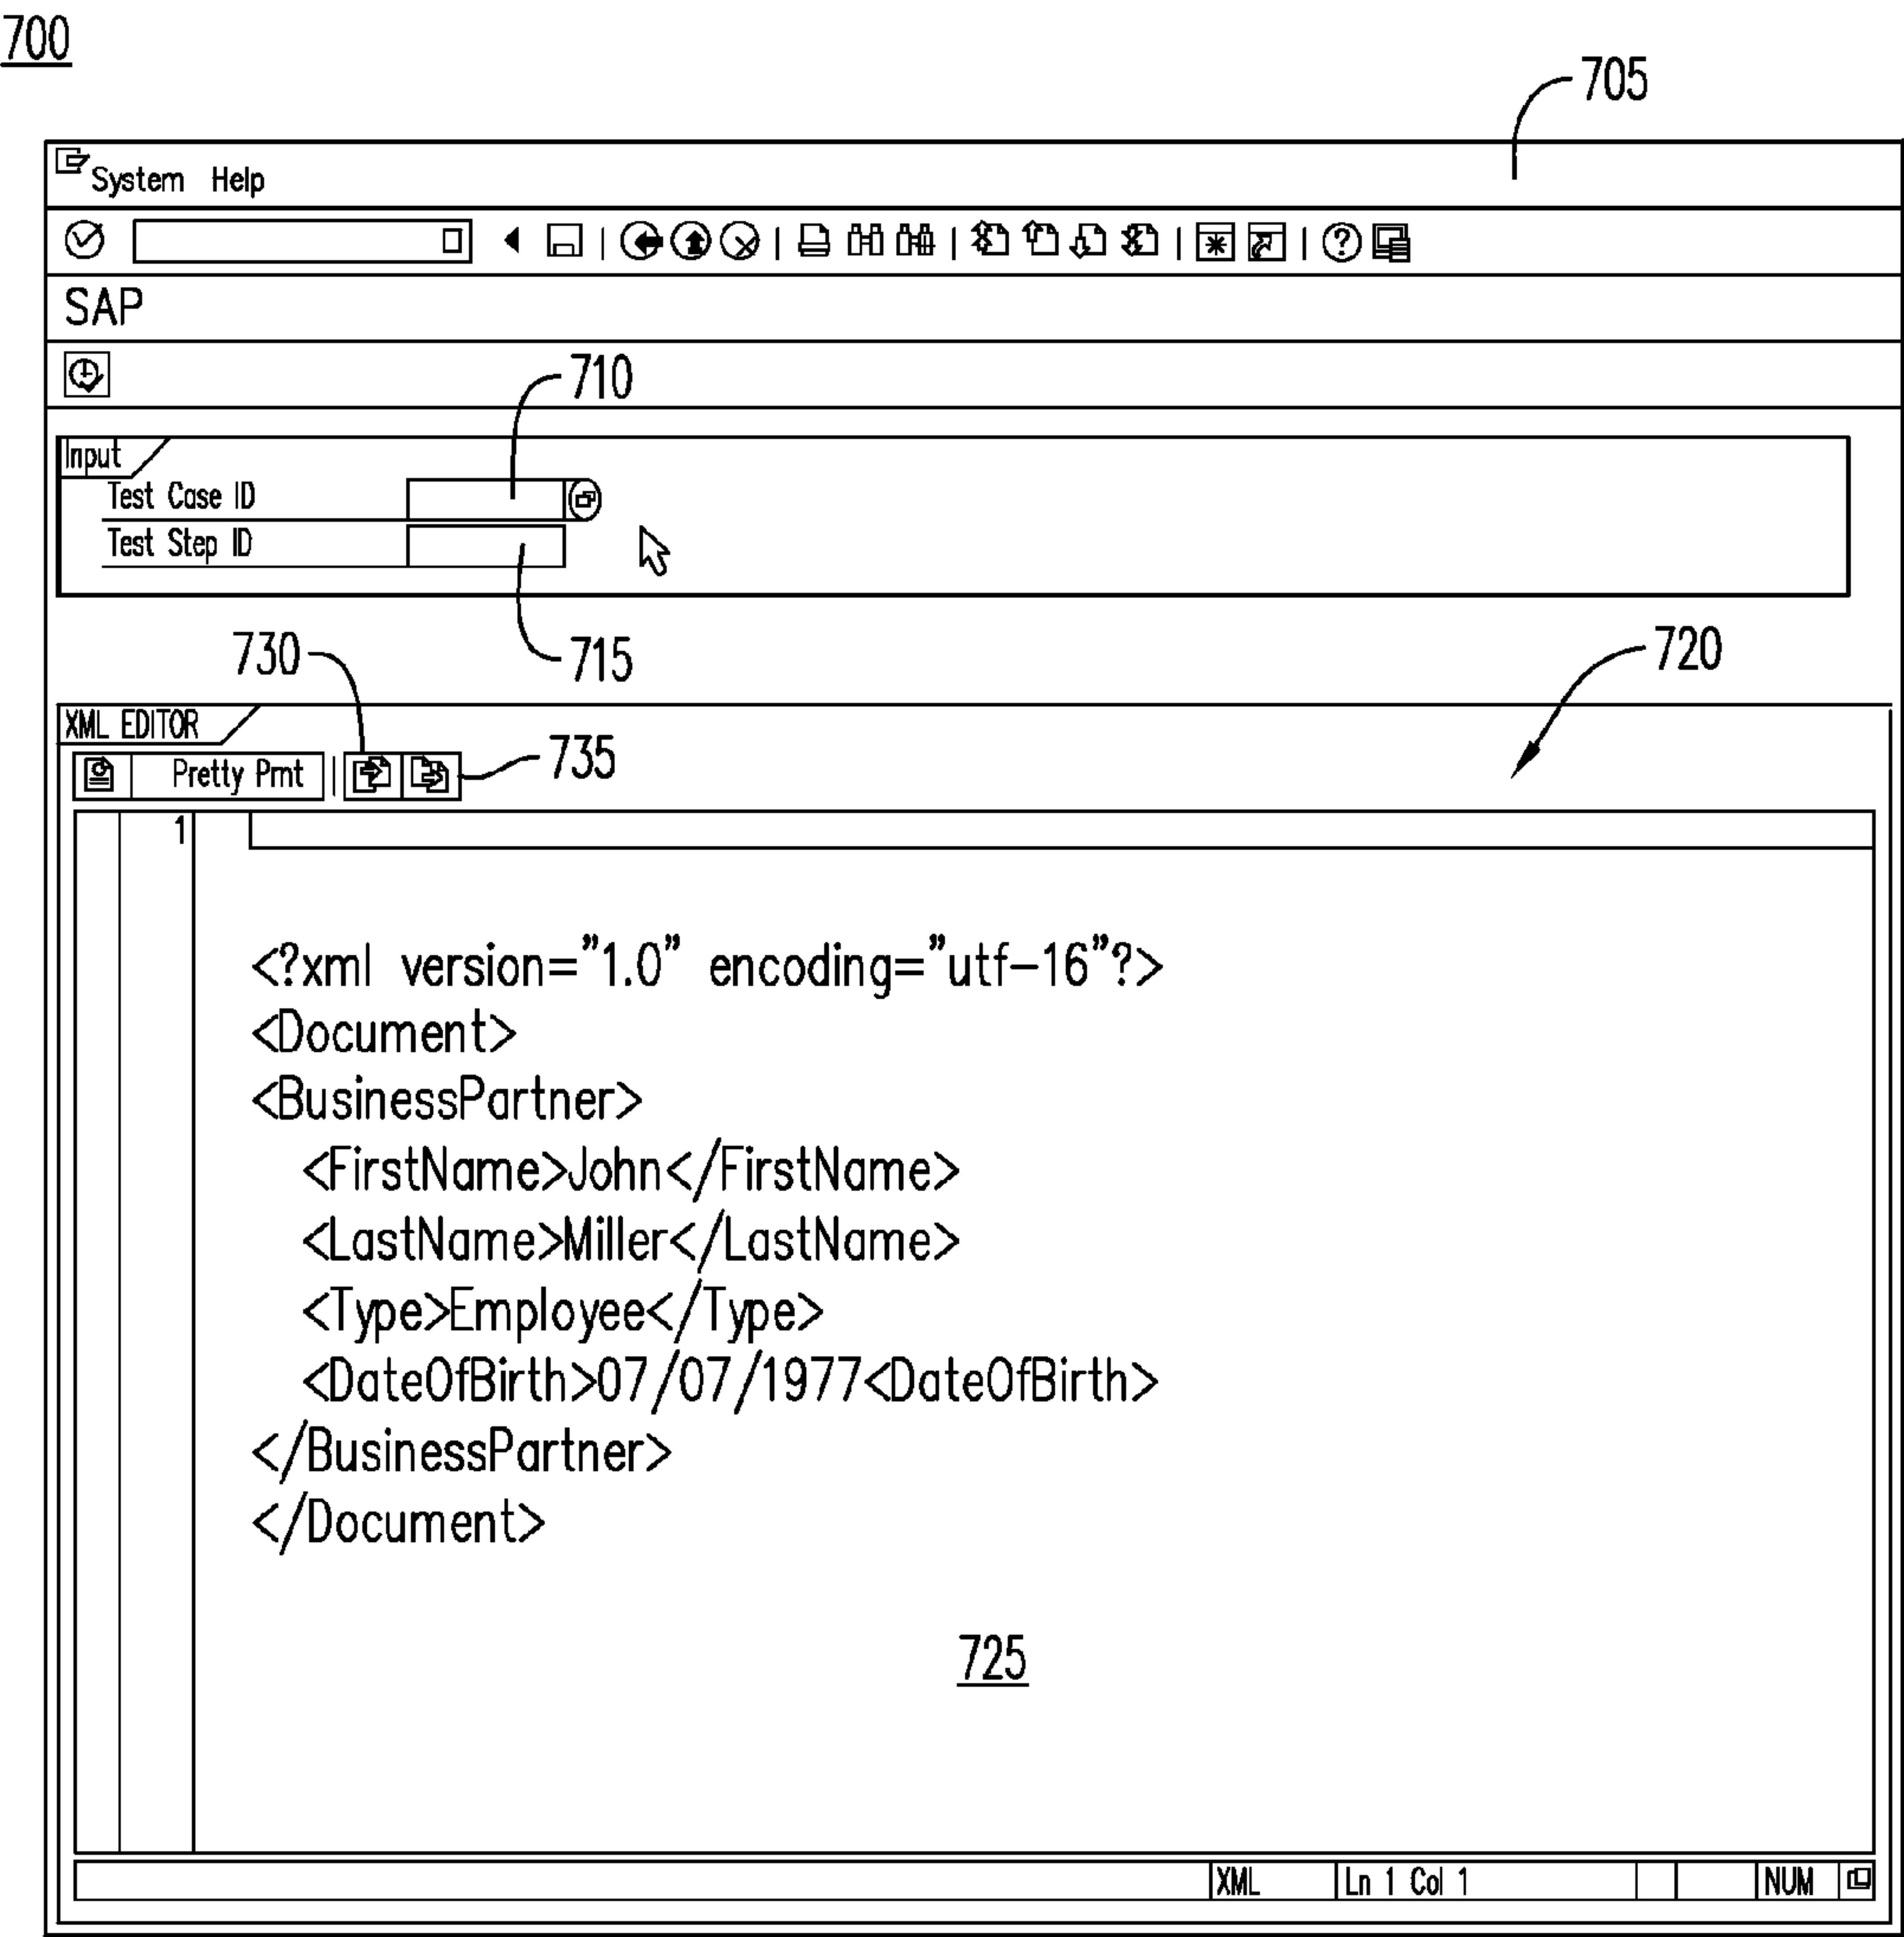 700
705
System Help
SAP
710
Input
Test Case ID
Test Step ID
715
720
730
XML EDITOR
Pretty Prnt
735
1
<?xml version="1.0" encoding="utf-16"?>
<Document>
<BusinessPartner>
<FirstName>John</FirstName>
<LastName>Miller</LastName>
<Type>Employee</Type>
<DateOfBirth>07/07/1977<DateOfBirth>
</BusinessPartner>
</Document>
725
XML Ln 1 Col 1 NUM